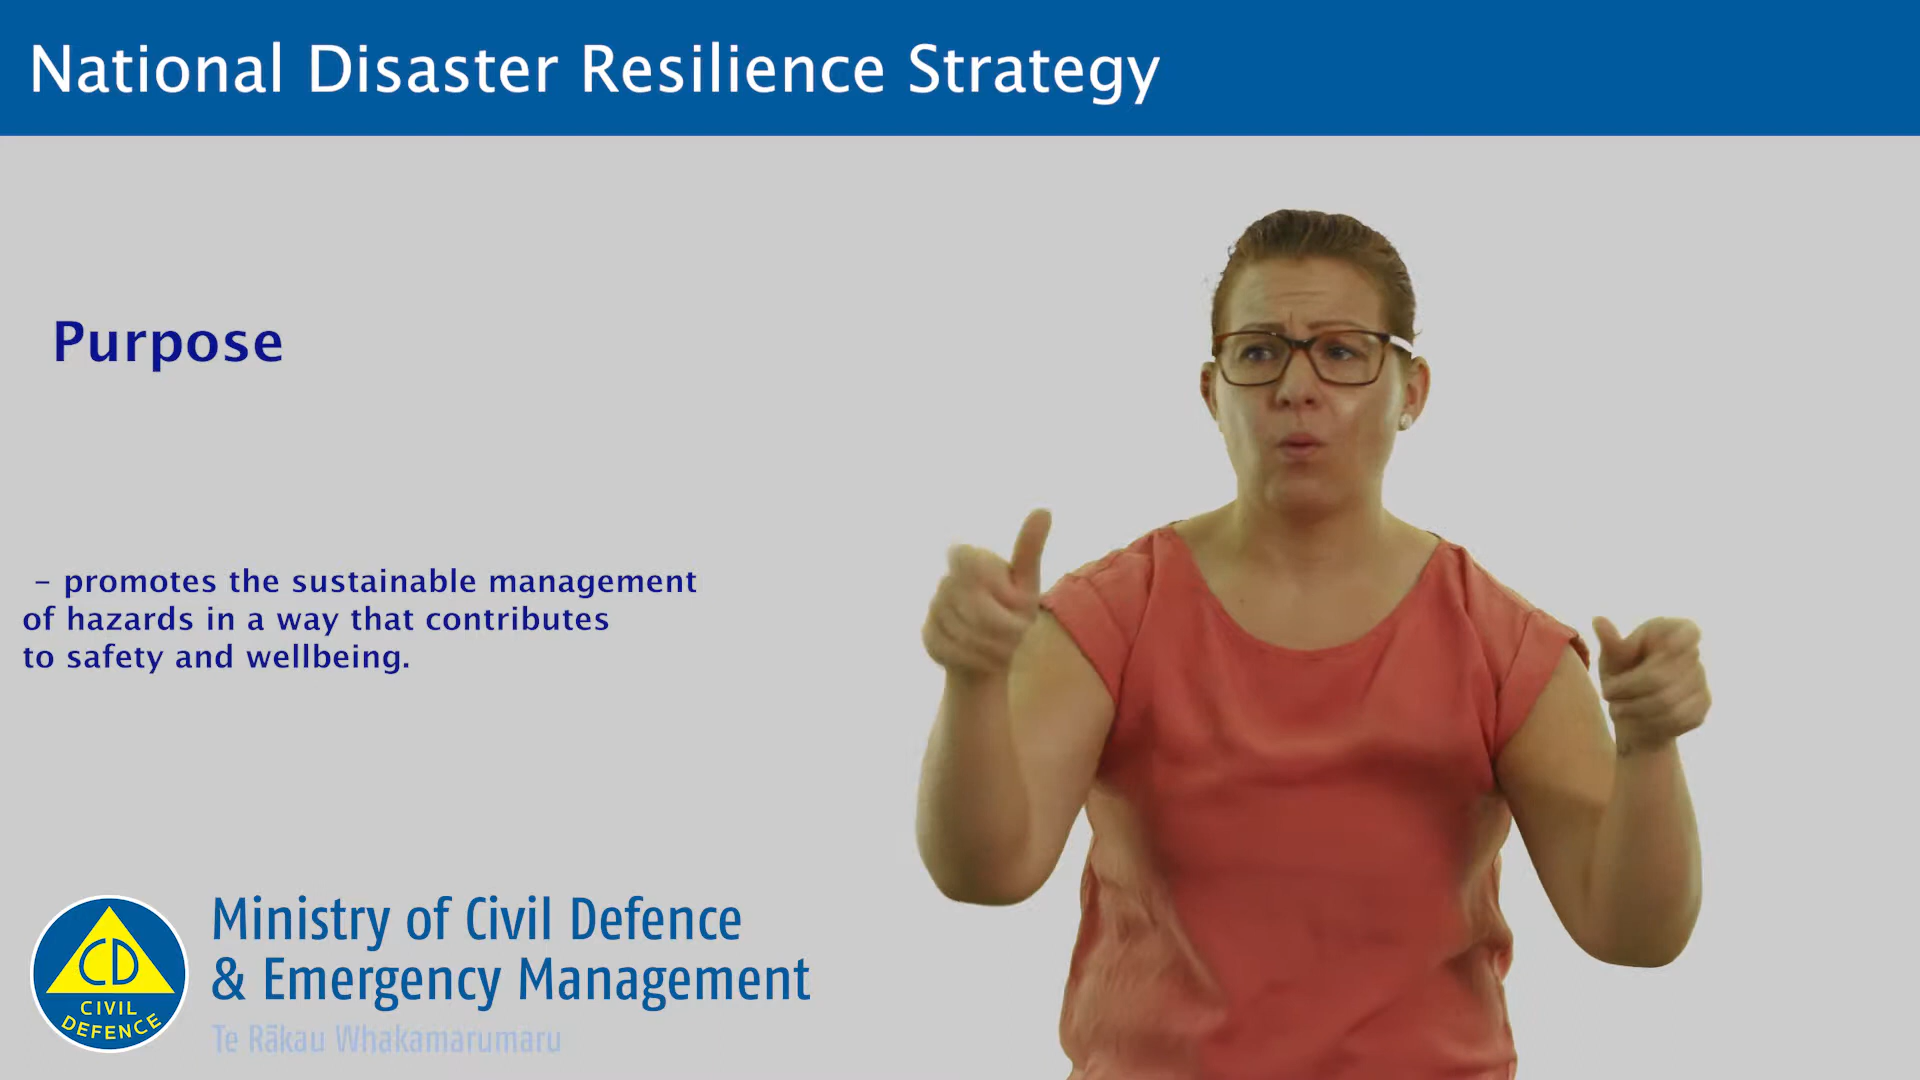 National Disaster Resilience Strategy
Purpose
– promotes the sustainable management
of hazards in a way that contributes
to safety and wellbeing.
CD
CIVIL
DEFENCE
Ministry of Civil Defence
& Emergency Management
Te Rākau Whakamarumaru